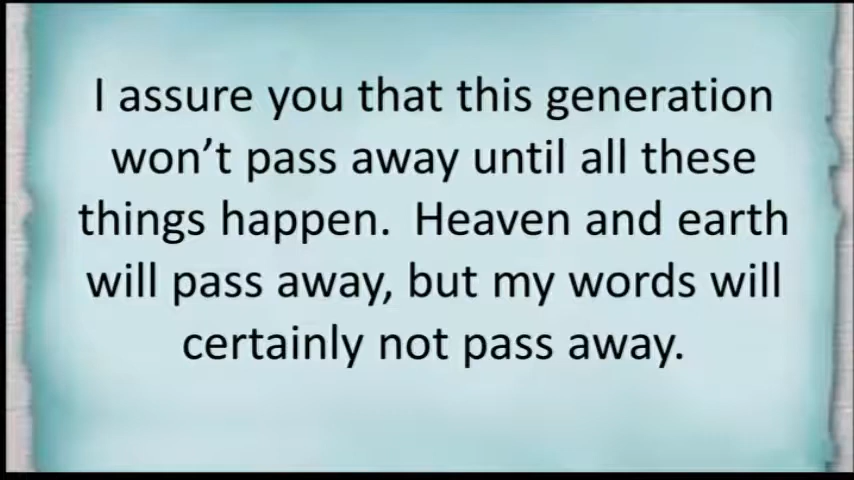 I assure you that this generation
won’t pass away until all these
things happen.  Heaven and earth
will pass away, but my words will
certainly not pass away.